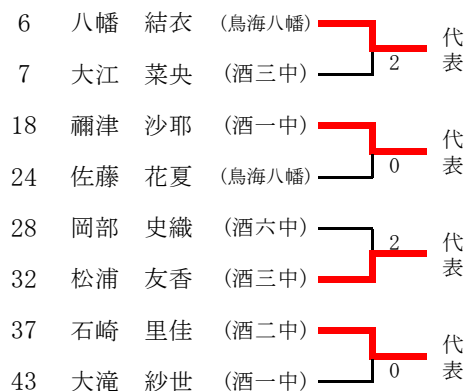 6 八幡 結衣 (鳥海八幡)
2 代表
7 大江 菜央 (酒三中)
18 禰津 沙耶 (酒一中)
0 代表
24 佐藤 花夏 (鳥海八幡)
28 岡部 史織 (酒六中)
2 代表
32 松浦 友香 (酒三中)
37 石崎 里佳 (酒二中)
0 代表
43 大滝 紗世 (酒一中)